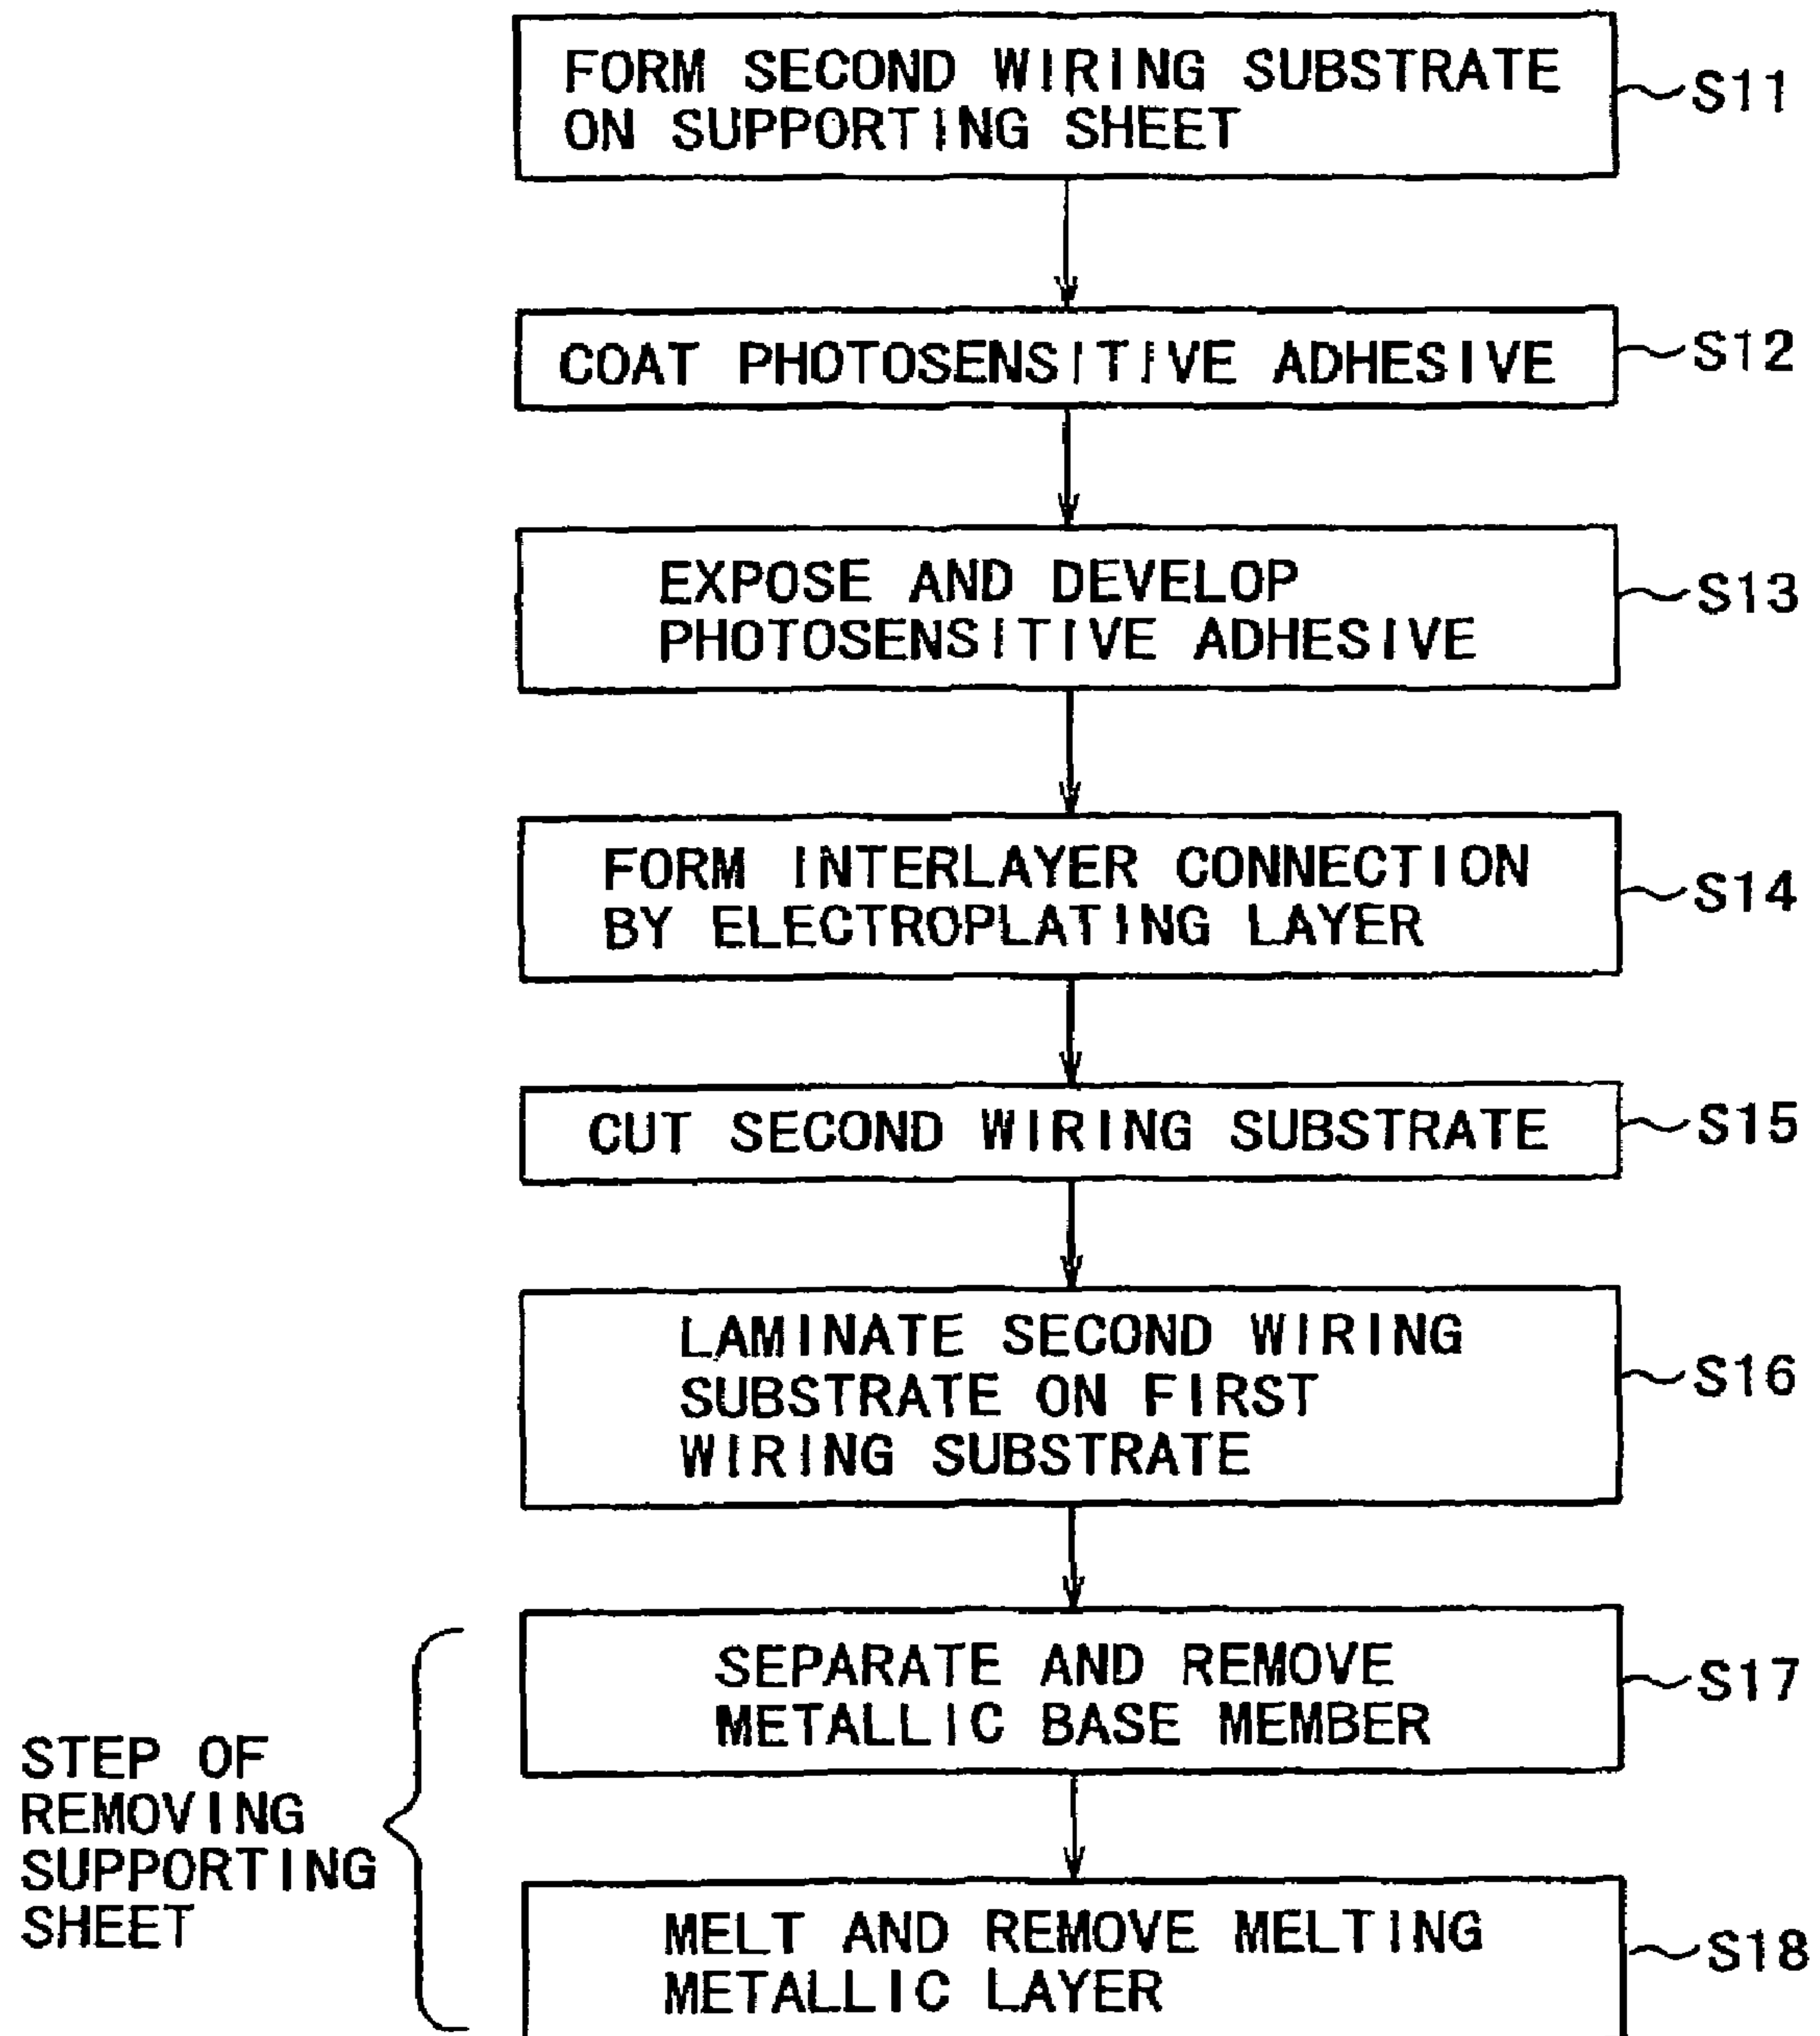 FORM SECOND WIRING SUBSTRATE
ON SUPPORTING SHEET
S11
COAT PHOTOSENSITIVE ADHESIVE
S12
EXPOSE AND DEVELOP
PHOTOSENSITIVE ADHESIVE
S13
FORM INTERLAYER CONNECTION
BY ELECTROPLATING LAYER
S14
CUT SECOND WIRING SUBSTRATE
S15
LAMINATE SECOND WIRING
SUBSTRATE ON FIRST
WIRING SUBSTRATE
S16
SEPARATE AND REMOVE
METALLIC BASE MEMBER
S17
STEP OF
REMOVING
SUPPORTING
SHEET
MELT AND REMOVE MELTING
METALLIC LAYER
S18